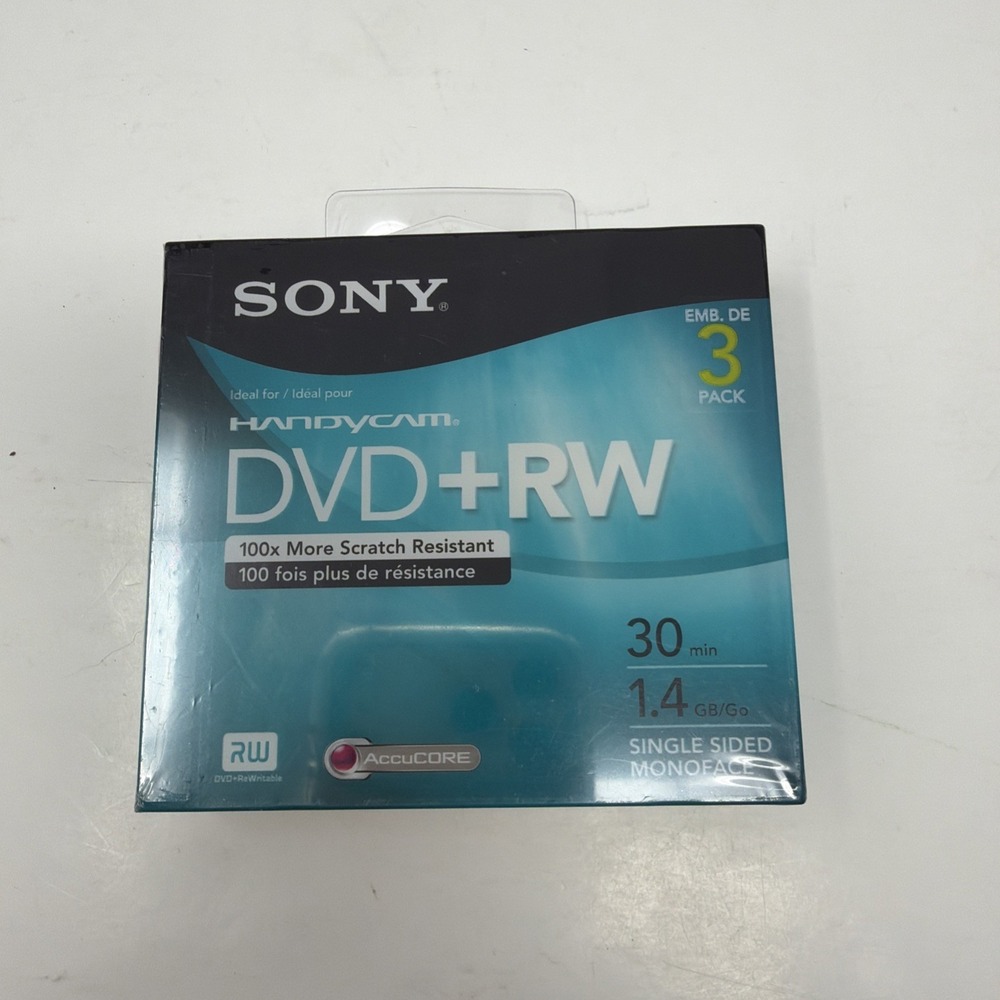 SONY®
EMB. DE
3
PACK
Ideal for / Idéal pour
HANDYCAM®
DVD+RW
100x More Scratch Resistant
100 fois plus de résistance
30 min
1.4 GB/Go
SINGLE SIDED
MONOFACE
RW
DVD+ReWritable
AccuCORE